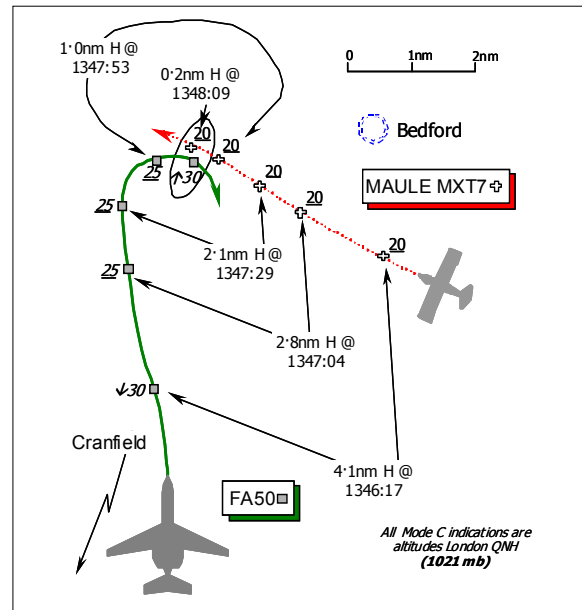 1·0nm H @
1347:53
0·2nm H @
1348:09
0 1nm 2nm
Bedford
MAULE MXT7
20
20
20
20
20
25
↑30
25
25
2·1nm H @
1347:29
2·8nm H @
1347:04
↓30
Cranfield
4·1nm H @
1346:17
FA50
All Mode C indications are
altitudes London QNH
(1021 mb)